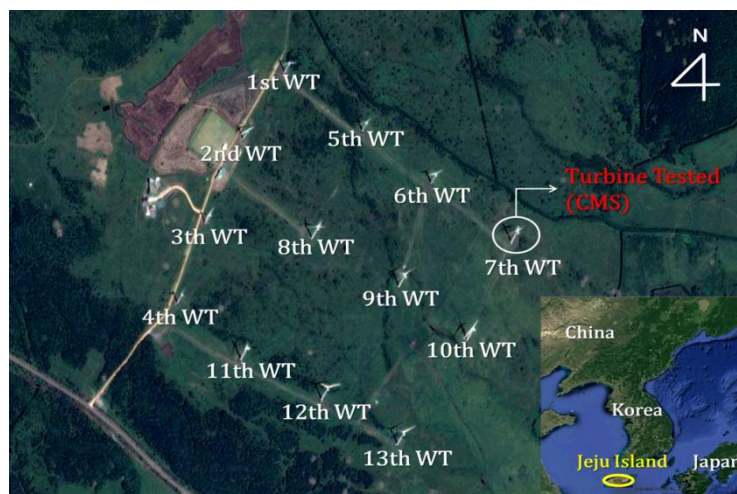 N
1st WT
5th WT
2nd WT
6th WT
Turbine Tested
(CMS)
3th WT
8th WT
7th WT
9th WT
4th WT
10th WT
11th WT
12th WT
13th WT
China
Korea
Jeju Island
Japan